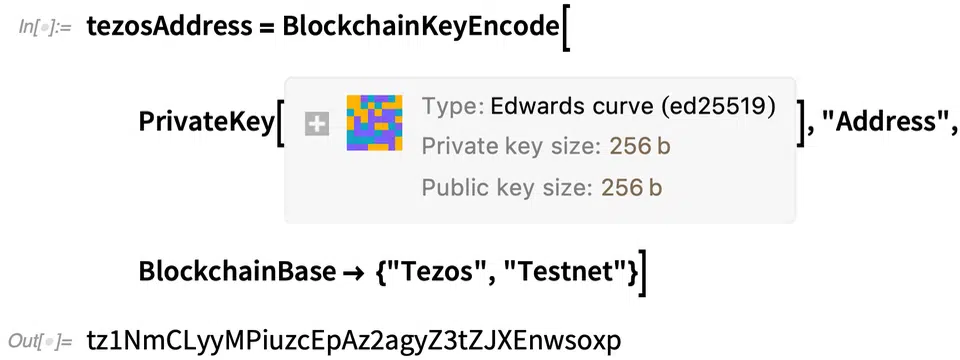 In[•]:= tezosAddress = BlockchainKeyEncode[
PrivateKey[ Type: Edwards curve (ed25519) ], "Address",
Private key size: 256 b
Public key size: 256 b
BlockchainBase → {"Tezos", "Testnet"}]
Out[•]= tz1NmCLyyMPiuzcEpAz2agyZ3tZJXEnwsoxp